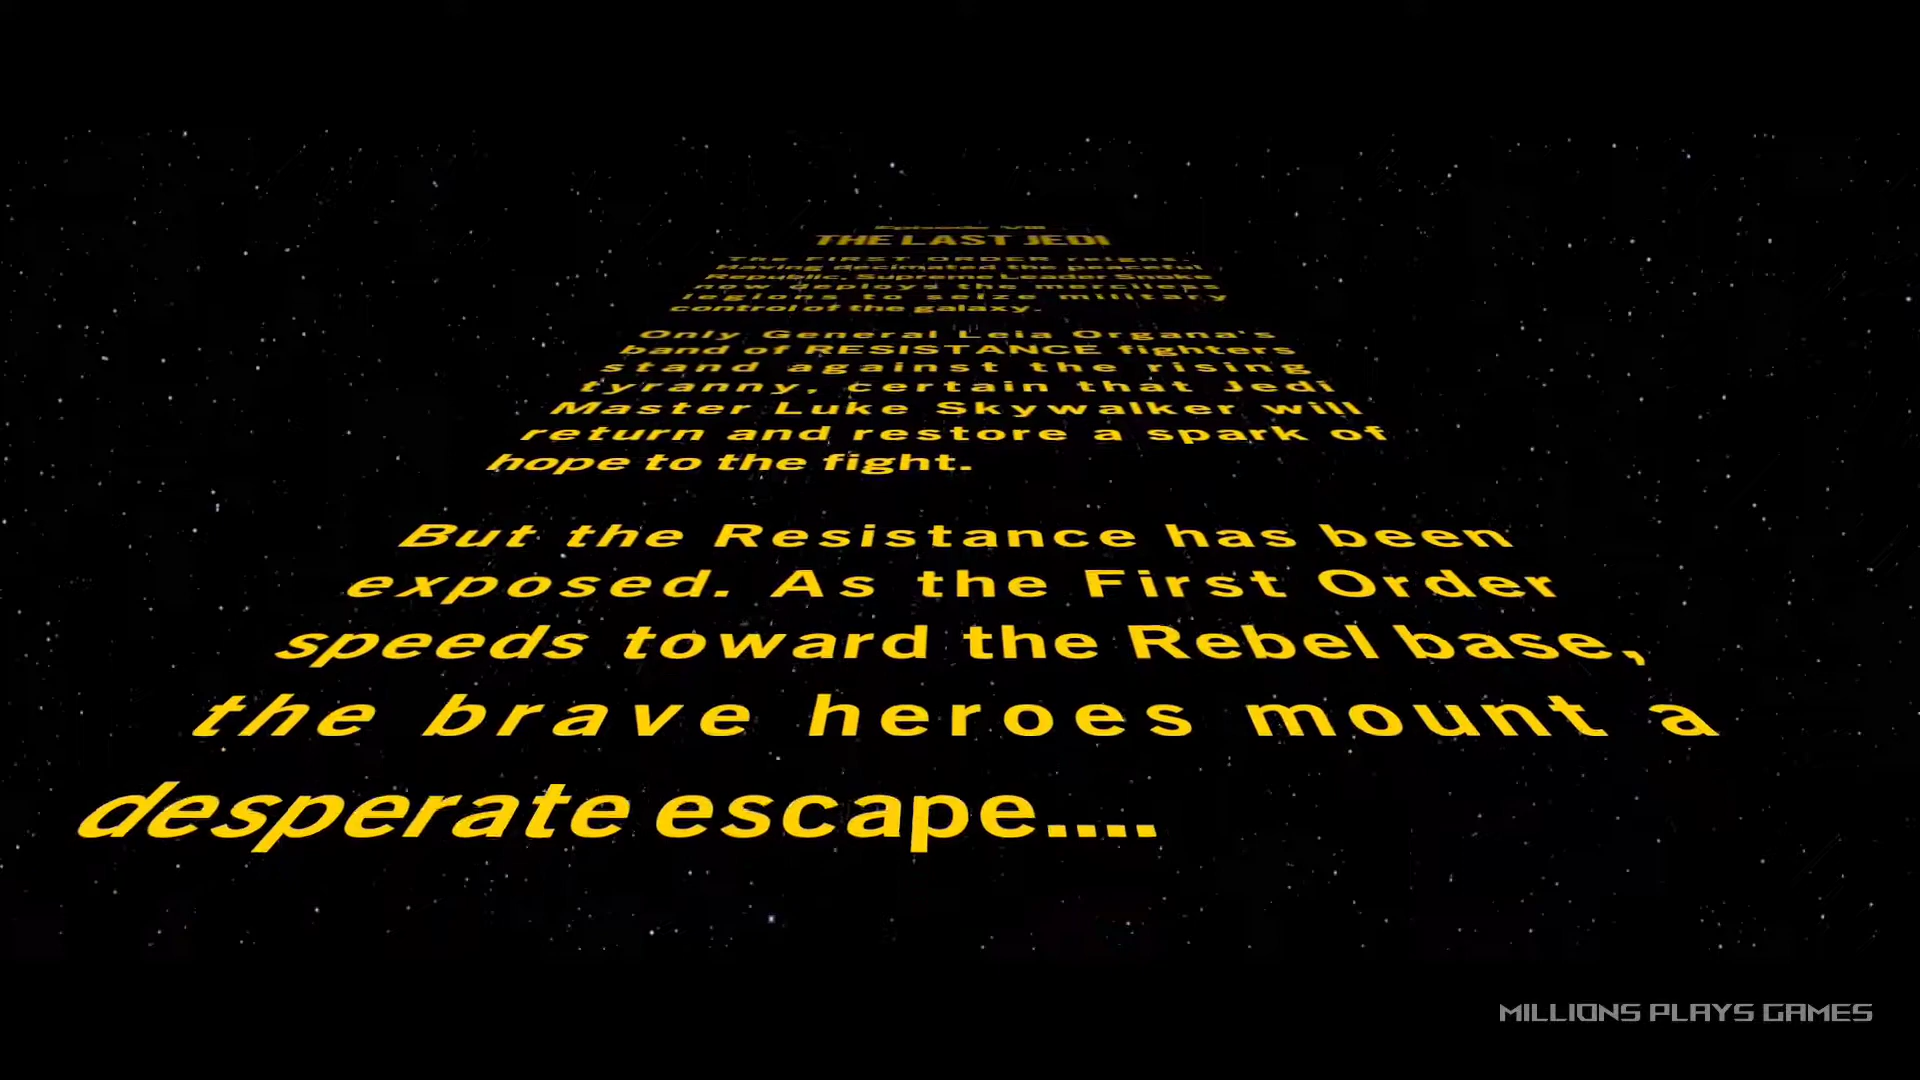 Episode VIII
THE LAST JEDI
The FIRST ORDER reigns.
Having decimated the peaceful
Republic, Supreme Leader Snoke
now deploys the merciless
legions to seize military
control of the galaxy.
Only General Leia Organa's
band of RESISTANCE fighters
stand against the rising
tyranny, certain that Jedi
Master Luke Skywalker will
return and restore a spark of
hope to the fight.
But the Resistance has been
exposed. As the First Order
speeds toward the Rebel base,
the brave heroes mount a
desperate escape....
MILLIONS PLAYS GAMES